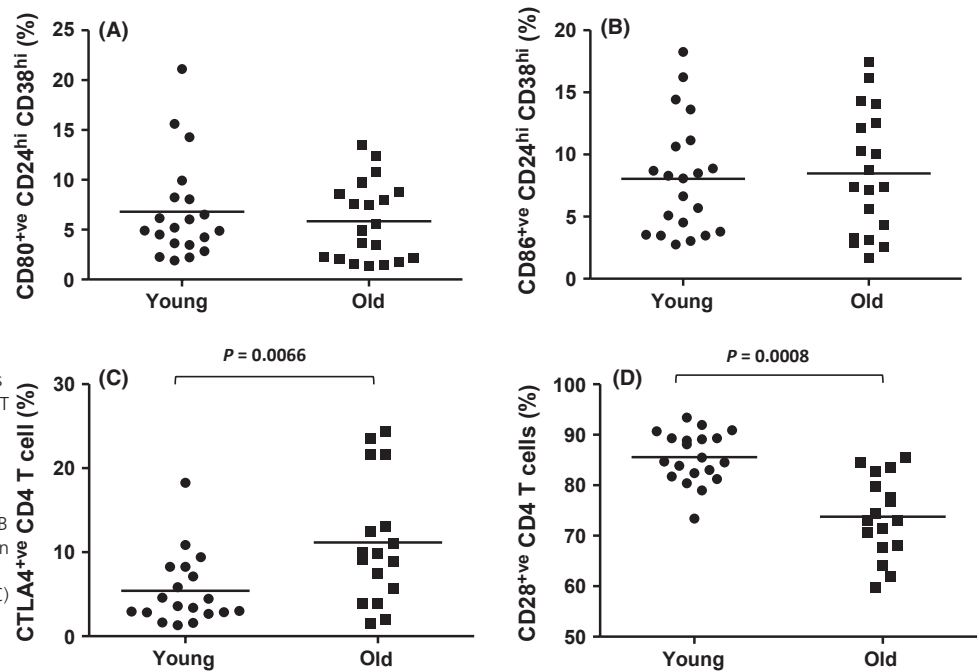 (A)
CD80+ve CD24hi CD38hi (%)
25
20
15
10
5
0
Young
Old
(B)
CD86+ve CD24hi CD38hi (%)
20
15
10
5
0
Young
Old
P = 0.0066
(C)
CTLA4+ve CD4 T cell (%)
30
20
10
0
Young
Old
P = 0.0008
(D)
CD28+ve CD4 T cells (%)
100
90
80
70
60
50
Young
Old
s
T
B
n